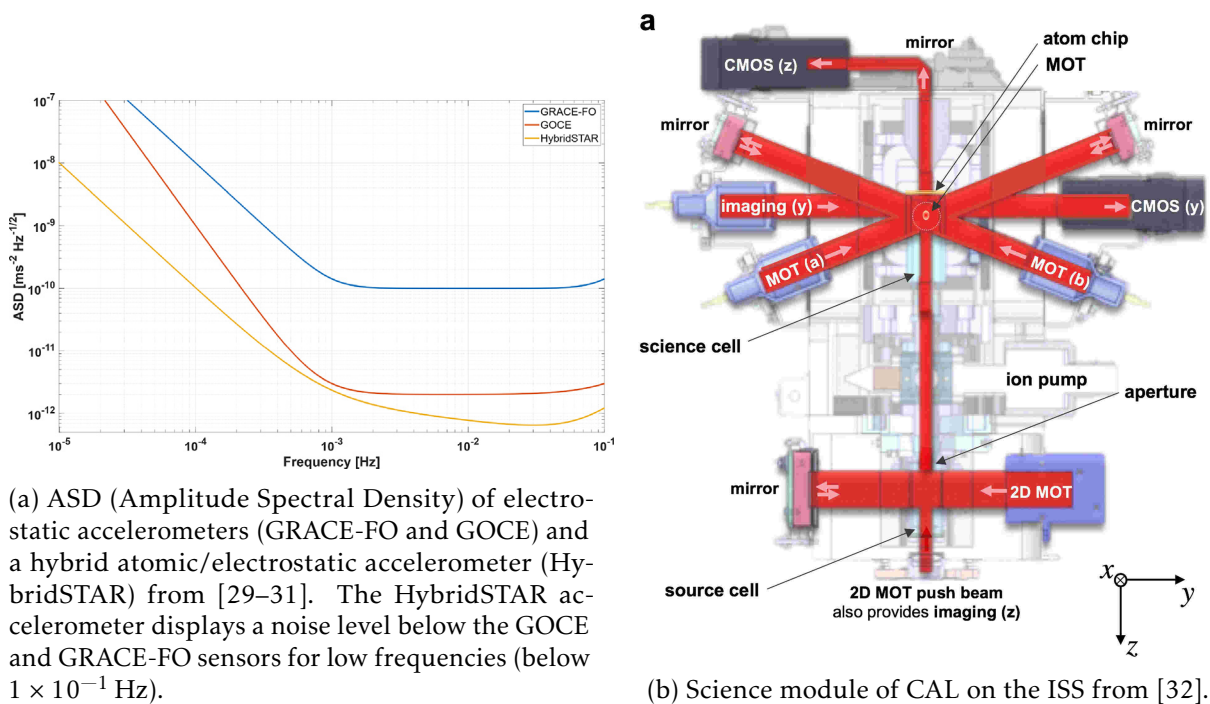 10^-7
10^-8
10^-9
10^-10
10^-11
10^-12
ASD [ms^-2 Hz^-1/2]
GRACE-FO
GOCE
HybridSTAR
10^-5
10^-4
10^-3
10^-2
10^-1
Frequency [Hz]
(a) ASD (Amplitude Spectral Density) of electro-
static accelerometers (GRACE-FO and GOCE) and
a hybrid atomic/electrostatic accelerometer (Hy-
bridSTAR) from [29–31]. The HybridSTAR ac-
celerometer displays a noise level below the GOCE
and GRACE-FO sensors for low frequencies (below
1 × 10^−1 Hz).
a
mirror
atom chip
MOT
CMOS (z)
mirror
mirror
imaging (y)
CMOS (y)
MOT (a)
MOT (b)
science cell
ion pump
aperture
mirror
2D MOT
source cell
2D MOT push beam
also provides imaging (z)
x
y
z
(b) Science module of CAL on the ISS from [32].